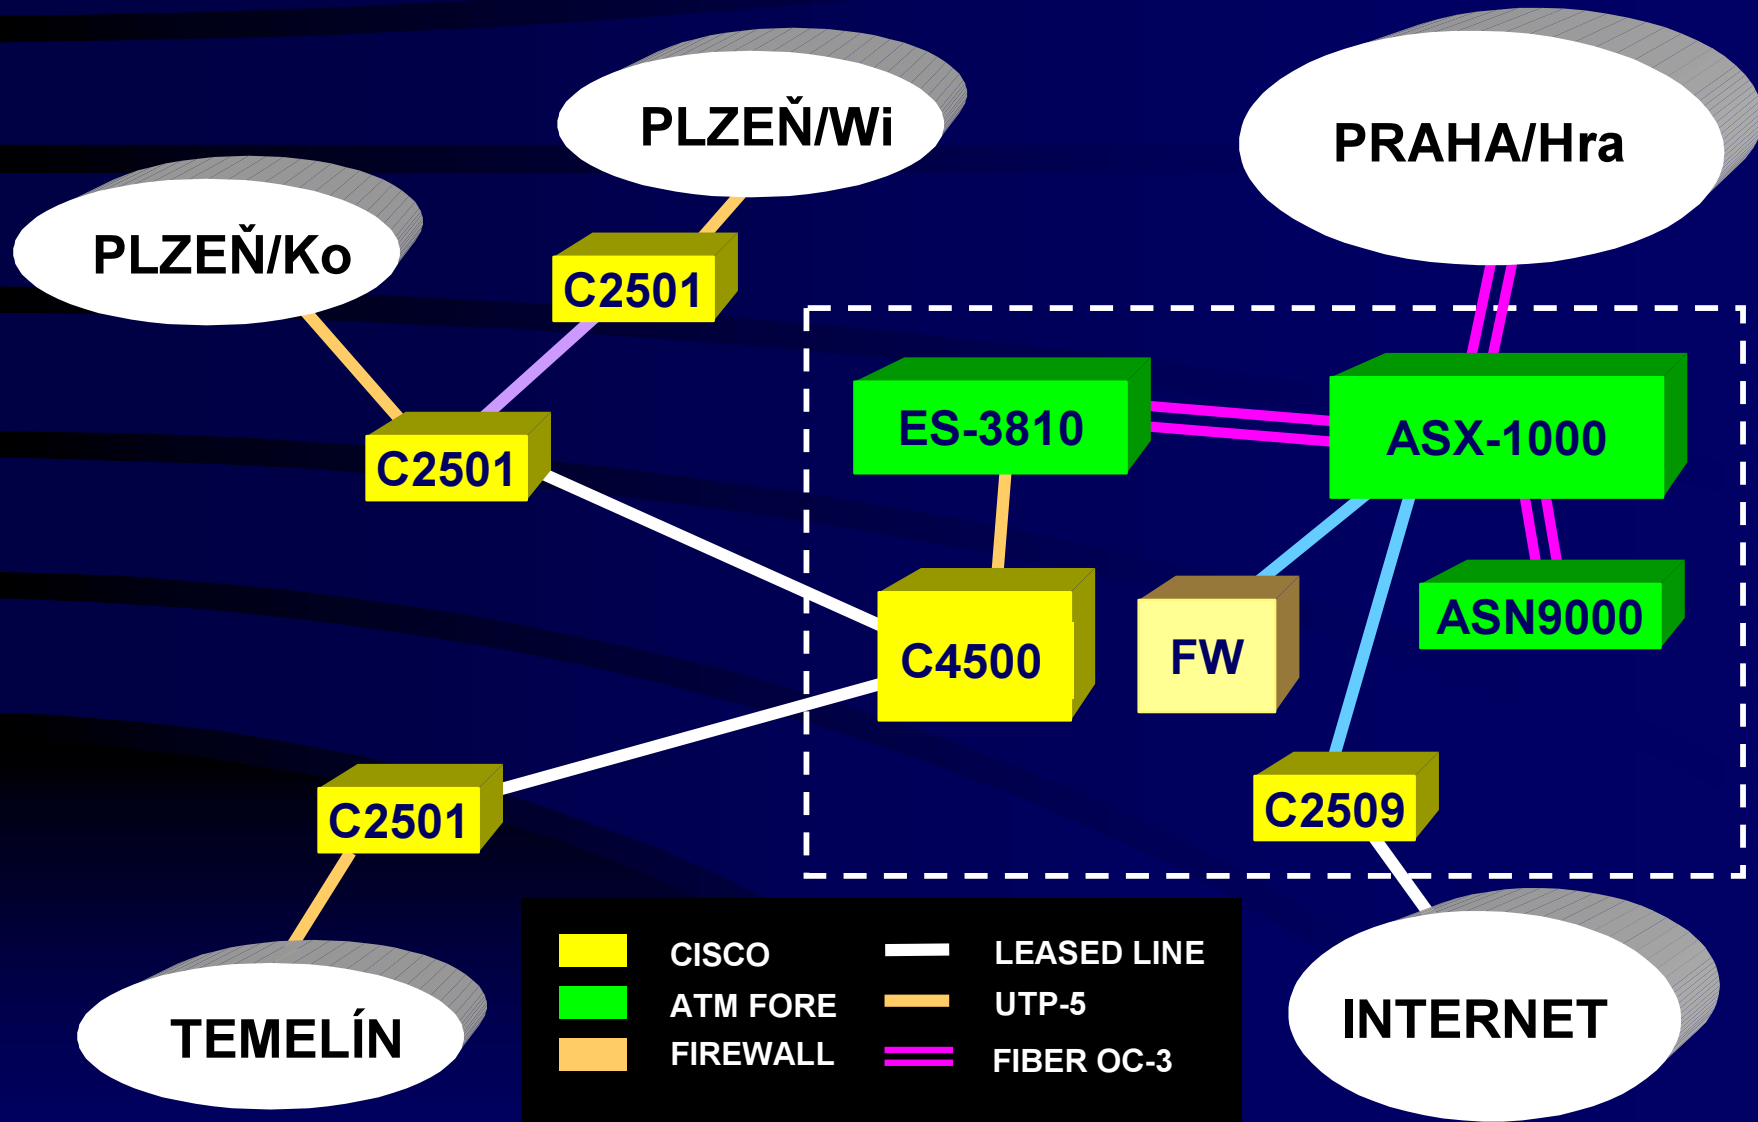 PLZEŇ/Wi
PRAHA/Hra
PLZEŇ/Ko
C2501
ES-3810
ASX-1000
C2501
ASN9000
C4500
FW
C2501
C2509
CISCO
LEASED LINE
ATM FORE
UTP-5
FIREWALL
FIBER OC-3
TEMELÍN
INTERNET